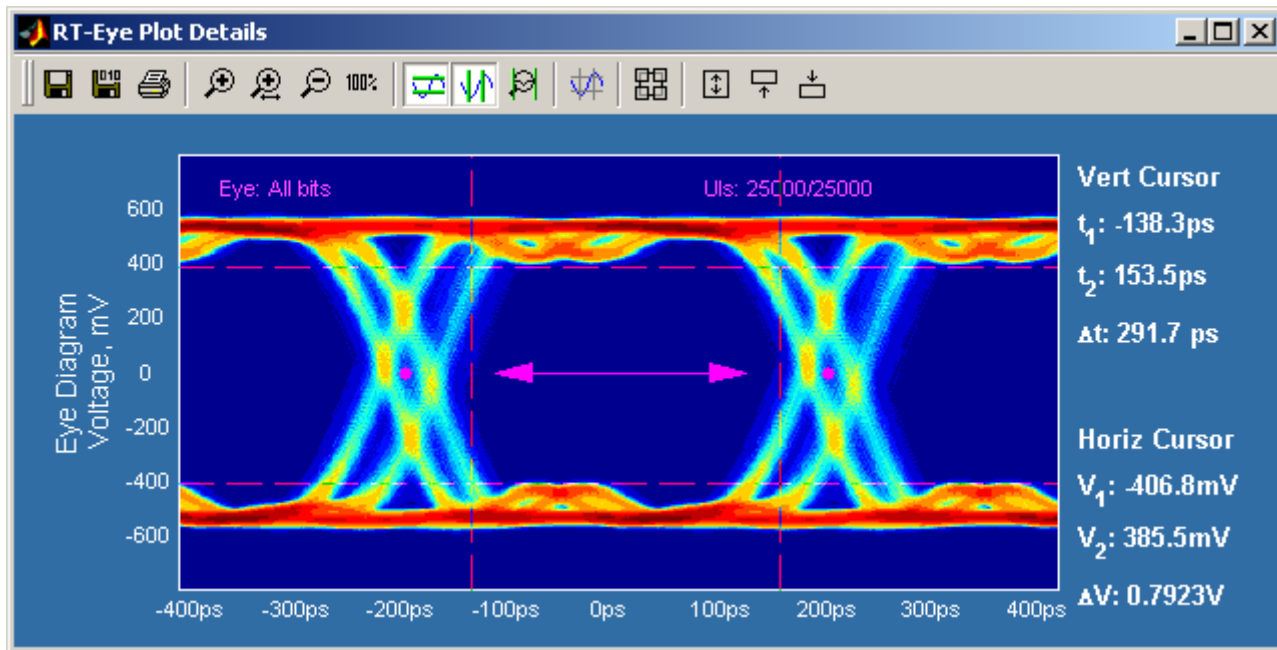 RT-Eye Plot Details
010
100%
Eye: All bits
UIs: 25000/25000
Eye Diagram
Voltage, mV
600
400
200
0
-200
-400
-600
-400ps
-300ps
-200ps
-100ps
0ps
100ps
200ps
300ps
400ps
Vert Cursor
t1: -138.3ps
t2: 153.5ps
Δt: 291.7 ps
Horiz Cursor
V1: -406.8mV
V2: 385.5mV
ΔV: 0.7923V